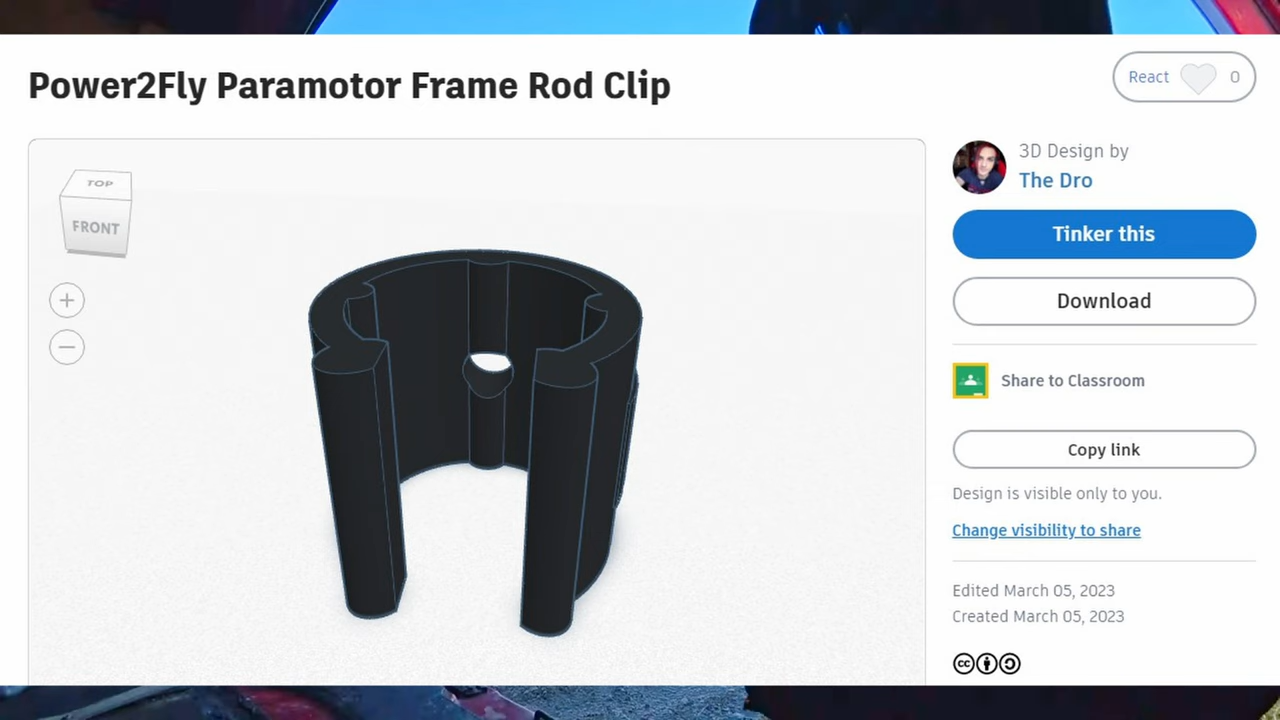 Power2Fly Paramotor Frame Rod Clip
React 0
TOP
FRONT
3D Design by
The Dro
Tinker this
Download
Share to Classroom
Copy link
Design is visible only to you.
Change visibility to share
Edited March 05, 2023
Created March 05, 2023
cc